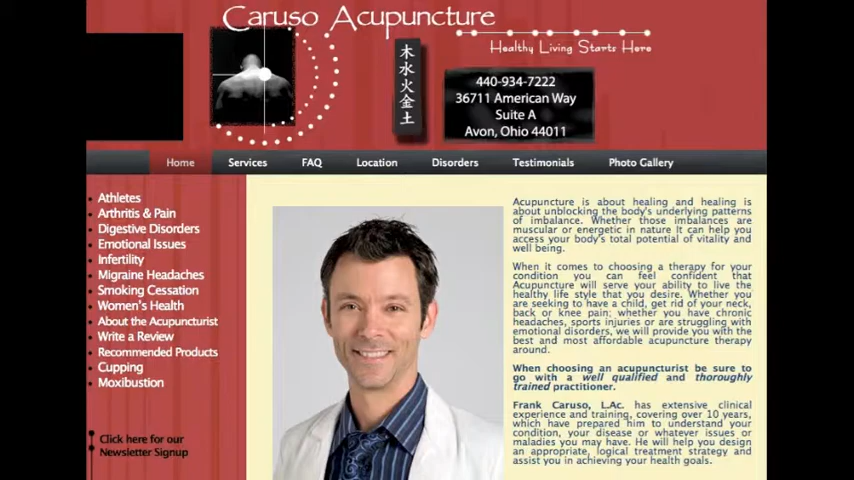 Caruso Acupuncture
Healthy Living Starts Here
木
水
火
金
土
440-934-7222
36711 American Way
Suite A
Avon, Ohio 44011
Home Services FAQ Location Disorders Testimonials Photo Gallery
Athletes
Arthritis & Pain
Digestive Disorders
Emotional Issues
Infertility
Migraine Headaches
Smoking Cessation
Women's Health
About the Acupuncturist
Write a Review
Recommended Products
Cupping
Moxibustion
Click here for our
Newsletter Signup
Acupuncture is about healing and healing is
about unblocking the body's underlying patterns
of imbalance. Whether those imbalances are
muscular or energetic in nature It can help you
access your body's total potential of vitality and
well being.
When it comes to choosing a therapy for your
condition you can feel confident that
Acupuncture will serve your ability to live the
healthy life style that you desire. Whether you
are seeking to have a child, get rid of your neck,
back or knee pain; whether you have chronic
headaches, sports injuries or are struggling with
emotional disorders, we will provide you with the
best and most affordable acupuncture therapy
around.
When choosing an acupuncturist be sure to
go with a well qualified and thoroughly
trained practitioner.
Frank Caruso, L.Ac. has extensive clinical
experience and training, covering over 10 years,
which have prepared him to understand your
condition, your disease or whatever issues or
maladies you may have. He will help you design
an appropriate, logical treatment strategy and
assist you in achieving your health goals.